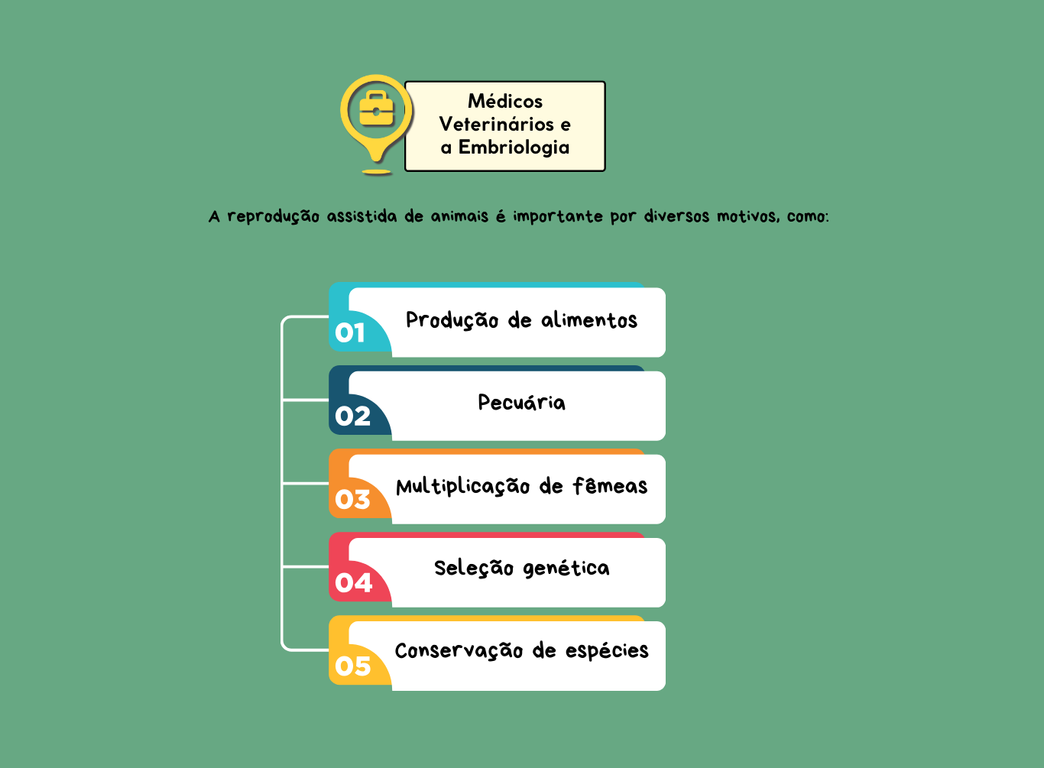 Médicos
Veterinários e
a Embriologia
A reprodução assistida de animais é importante por diversos motivos, como:
01
Produção de alimentos
02
Pecuária
03
Multiplicação de fêmeas
04
Seleção genética
05
Conservação de espécies